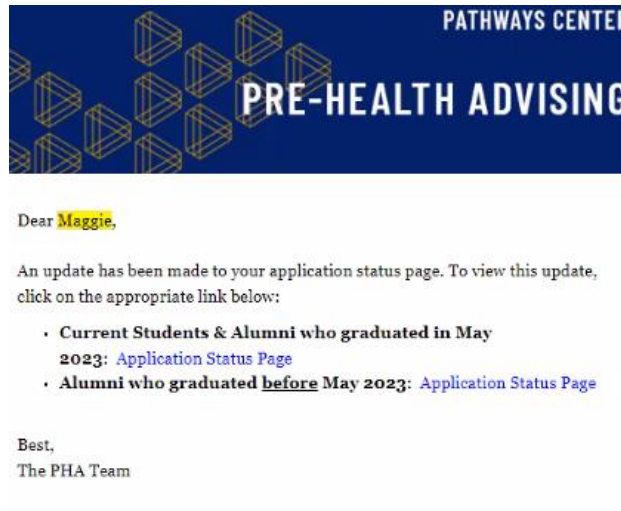 PATHWAYS CENTER
PRE-HEALTH ADVISING
Dear Maggie,
An update has been made to your application status page. To view this update,
click on the appropriate link below:
• Current Students & Alumni who graduated in May
2023: Application Status Page
• Alumni who graduated before May 2023: Application Status Page
Best,
The PHA Team